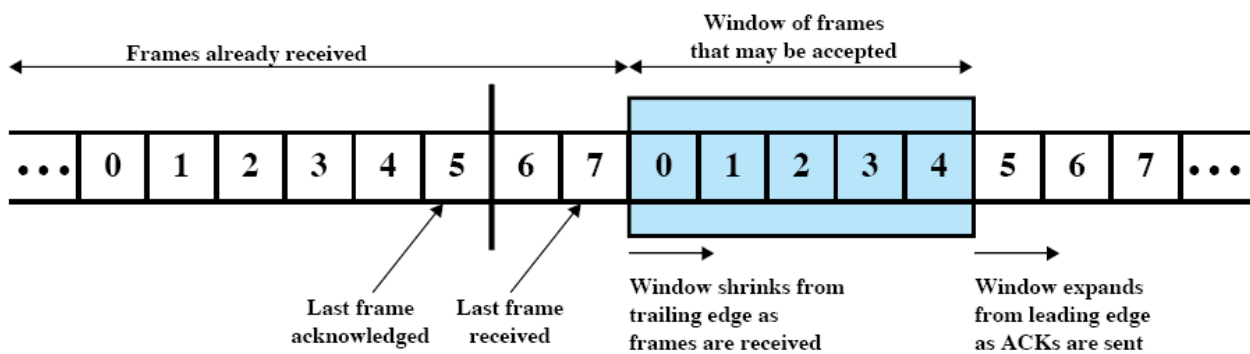 Window of frames
that may be accepted
Frames already received
••• 0 1 2 3 4 5 6 7 0 1 2 3 4 5 6 7 •••
Last frame
acknowledged
Last frame
received
Window shrinks from
trailing edge as
frames are received
Window expands
from leading edge
as ACKs are sent